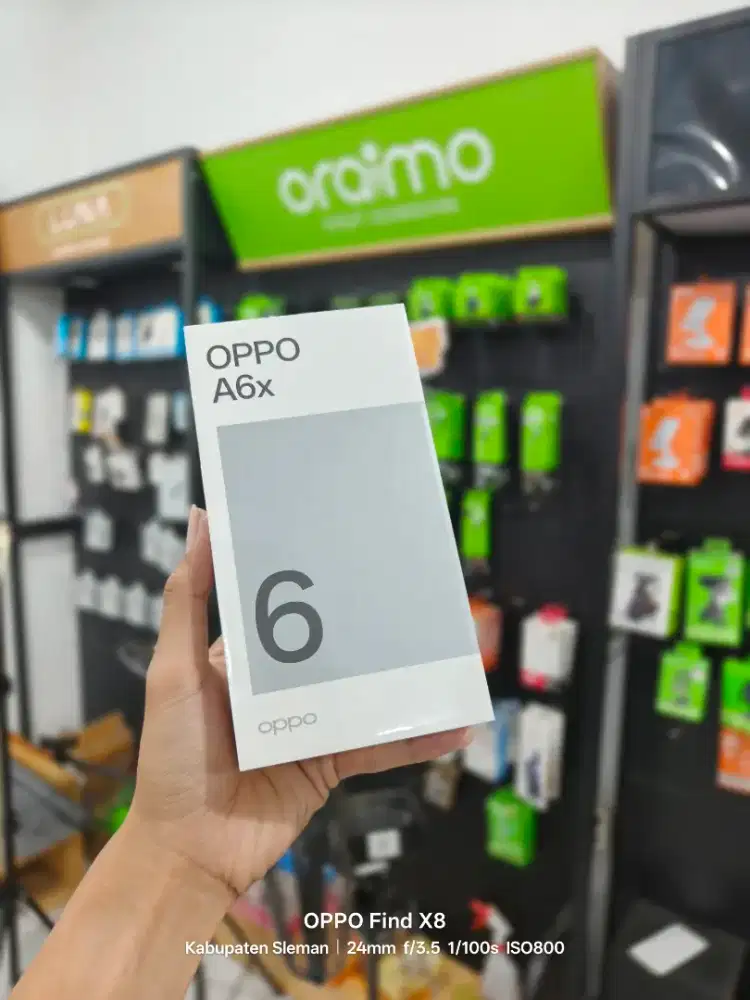 oraimo
OPPO
A6x
6
oppo
OPPO Find X8
Kabupaten Sleman | 24mm f/3.5 1/100s ISO800